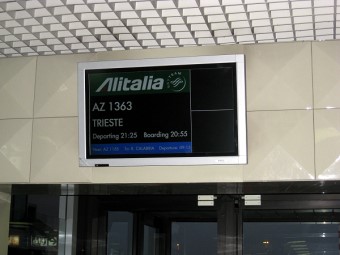 Alitalia
AZ 1363
TRIESTE
Departing 21:25 Boarding 20:55